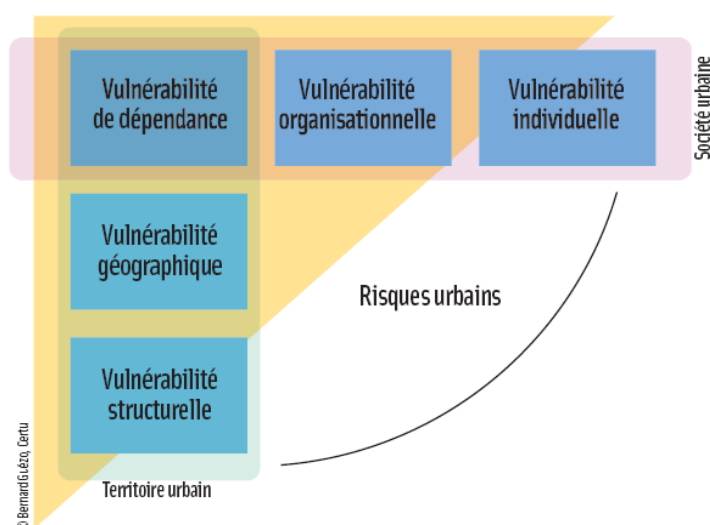 Vulnérabilité
de dépendance
Vulnérabilité
organisationnelle
Vulnérabilité
individuelle
Société urbaine
Vulnérabilité
géographique
Risques urbains
Vulnérabilité
structurelle
Territoire urbain
© Bernard Guézo, Certu